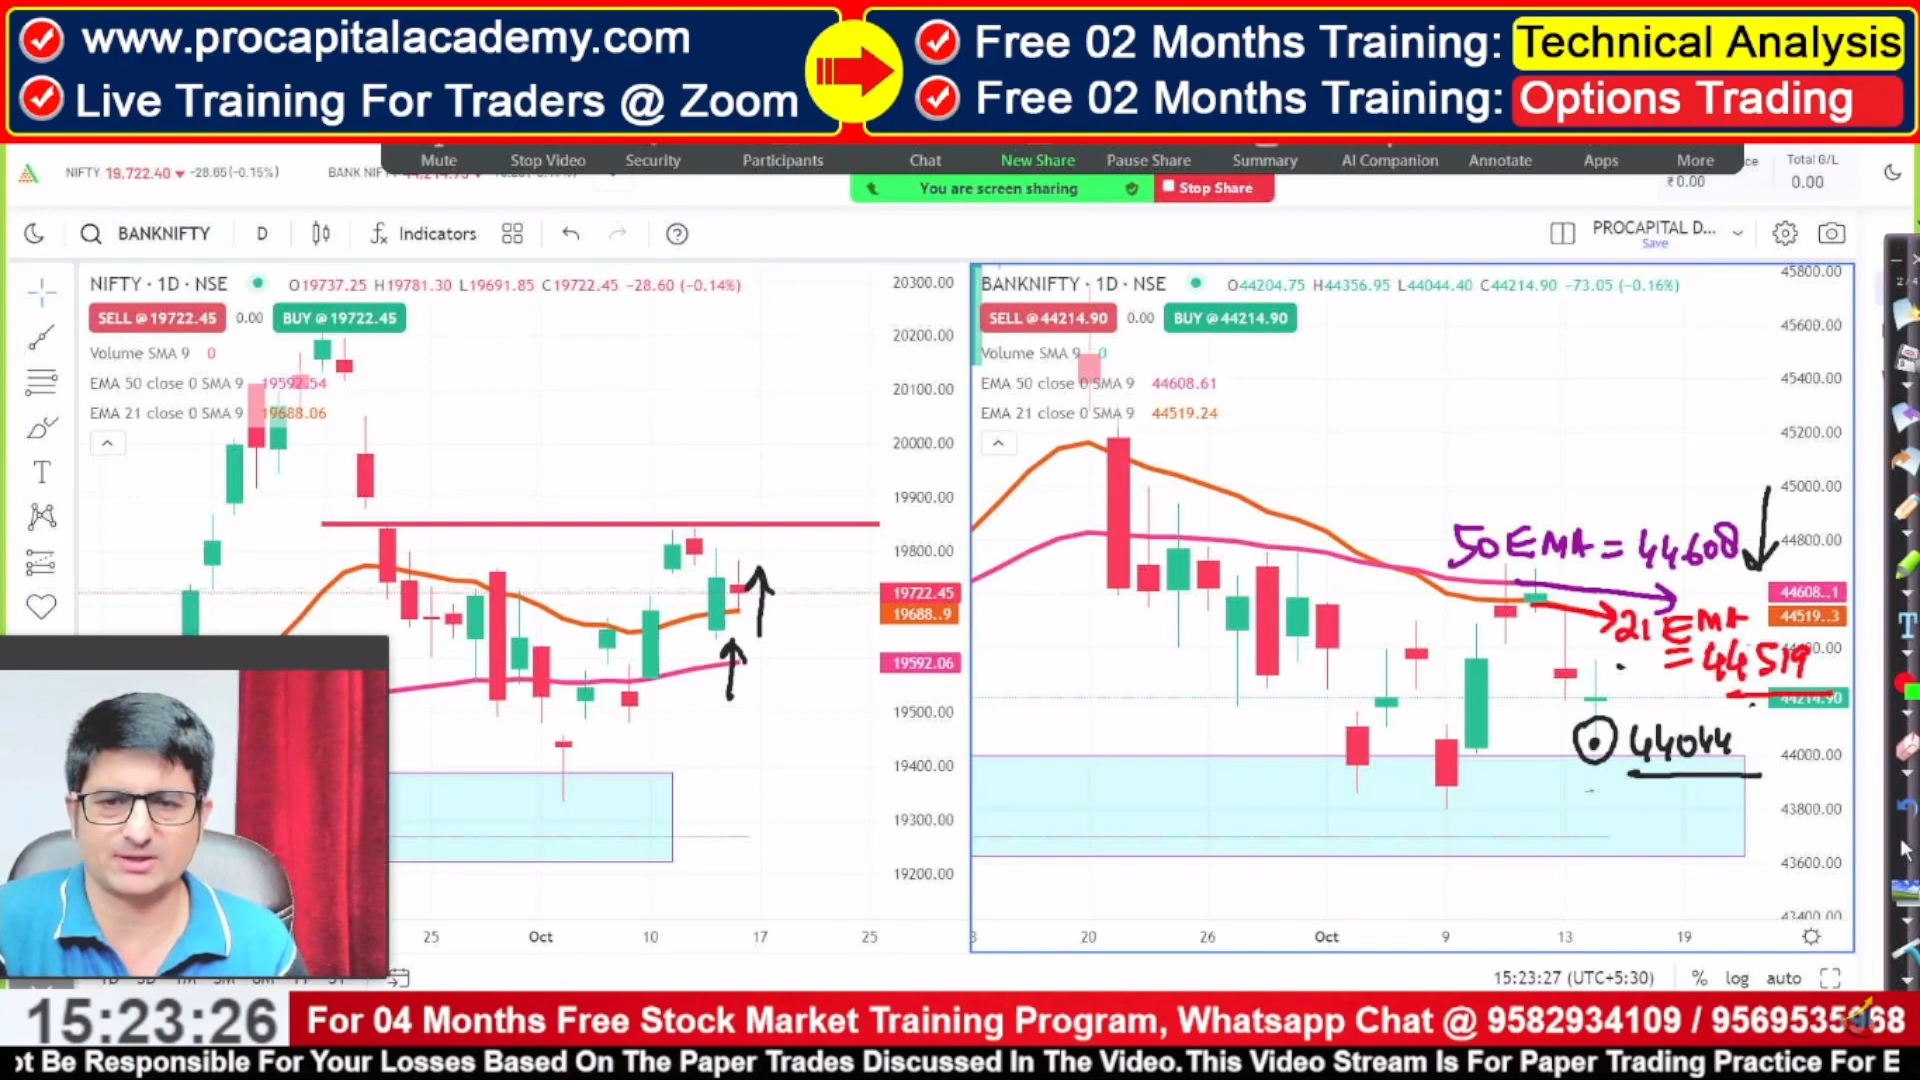 www.procapitalacademy.com
Live Training For Traders @ Zoom
Free 02 Months Training: Technical Analysis
Free 02 Months Training: Options Trading
Mute Stop Video Security Participants Chat New Share Pause Share Summary AI Companion Annotate Apps More
You are screen sharing Stop Share
NIFTY 19,722.40 -28.65(-0.15%) BANK NIF
Total G/L
₹0.00 0.00
BANKNIFTY D Indicators
PROCAPITAL D...
Save
NIFTY · 1D · NSE O19737.25 H19781.30 L19691.85 C19722.45 -28.60 (-0.14%)
SELL @ 19722.45 0.00 BUY @ 19722.45
Volume SMA 9 0
EMA 50 close 0 SMA 9 19592.54
EMA 21 close 0 SMA 9 19688.06
20300.00
20200.00
20100.00
20000.00
19900.00
19800.00
19722.45
19688..9
19592.06
19500.00
19400.00
19300.00
19200.00
25 Oct 10 17 25
BANKNIFTY · 1D · NSE O44204.75 H44356.95 L44044.40 C44214.90 -73.05 (-0.16%)
SELL @ 44214.90 0.00 BUY @ 44214.90
Volume SMA 9 0
EMA 50 close 0 SMA 9 44608.61
EMA 21 close 0 SMA 9 44519.24
45800.00
45600.00
45400.00
45200.00
45000.00
44800.00
44608..1
44519..3
44214.90
44000.00
43800.00
43600.00
43400.00
50 EMA = 44608
21 EMA
= 44519
44044
20 26 Oct 9 13 19
15:23:27 (UTC+5:30) % log auto
15:23:26
For 04 Months Free Stock Market Training Program, Whatsapp Chat @ 9582934109 /
ot Be Responsible For Your Losses Based On The Paper Trades Discussed In The Video.This Video Stream Is For Paper Trading Practice For E